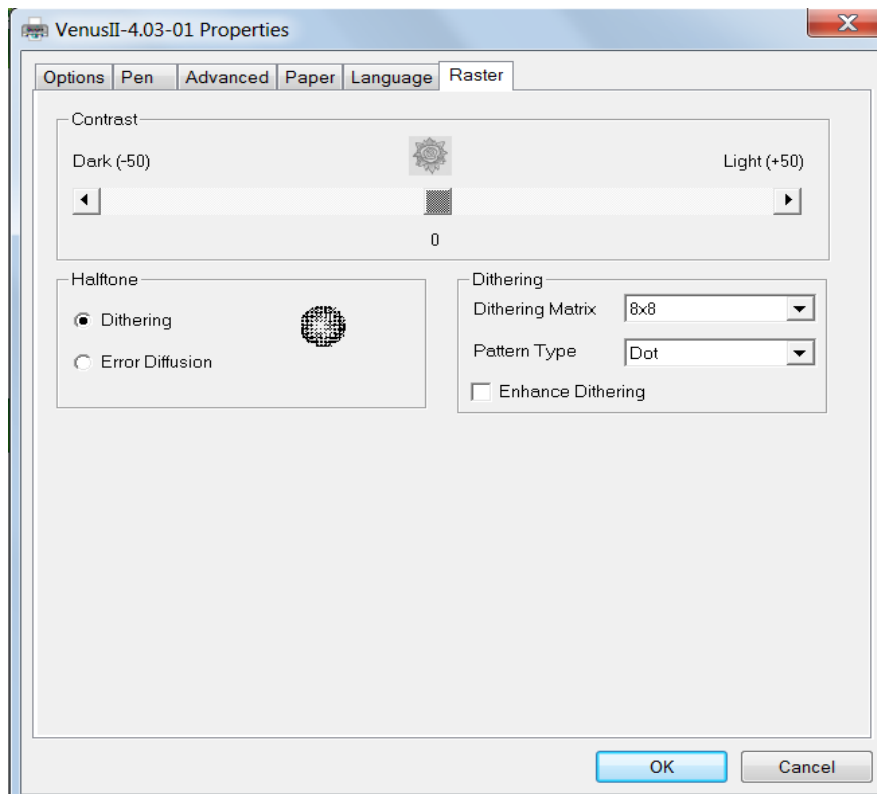 VenusII-4.03-01 Properties
Options Pen Advanced Paper Language Raster
Contrast
Dark (-50) Light (+50)
0
Halftone
Dithering
Error Diffusion
Dithering
Dithering Matrix 8x8
Pattern Type Dot
Enhance Dithering
OK Cancel